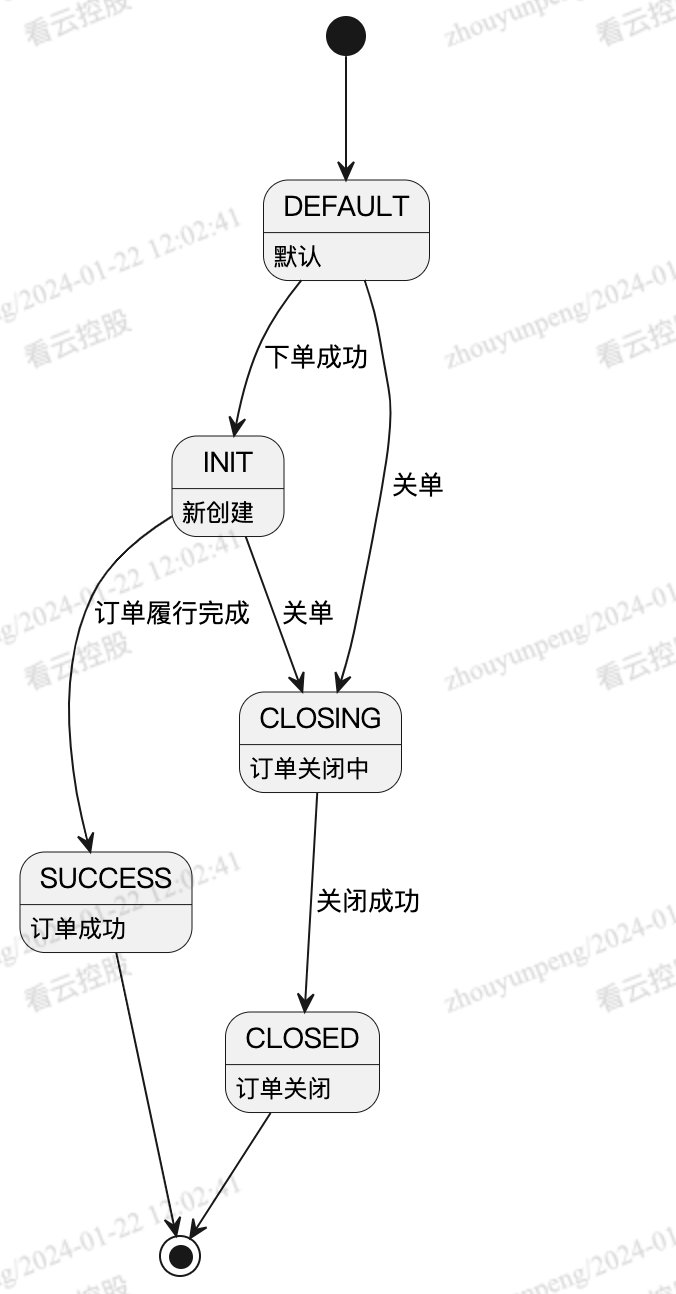 看云控股
zhouyunpeng/2024-01-22 12:02:41
DEFAULT
默认
下单成功
关单
INIT
新创建
订单履行完成
关单
CLOSING
订单关闭中
SUCCESS
订单成功
关闭成功
CLOSED
订单关闭